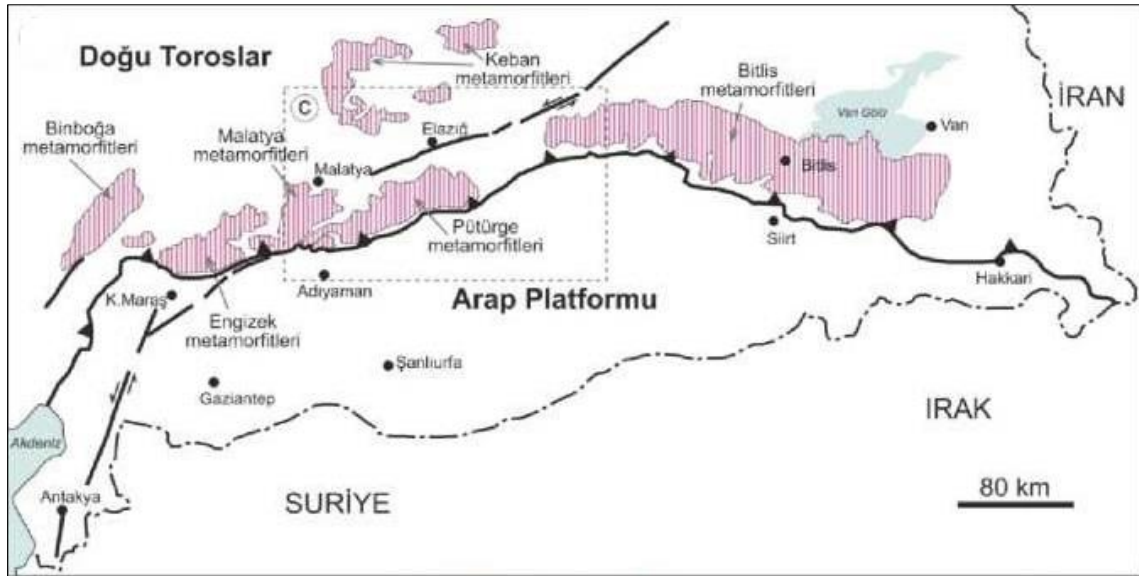 Doğu Toroslar
Keban
metamorfitleri
Bitlis
metamorfitleri
İRAN
C
Van Gölü
Van
Binboğa
metamorfitleri
Malatya
metamorfitleri
Elazığ
Malatya
Bitlis
Pütürge
metamorfitleri
Siirt
Hakkari
K.Maraş
Adıyaman
Arap Platformu
Engizek
metamorfitleri
Şanlıurfa
Gaziantep
IRAK
Akdeniz
Antakya
SURİYE
80 km